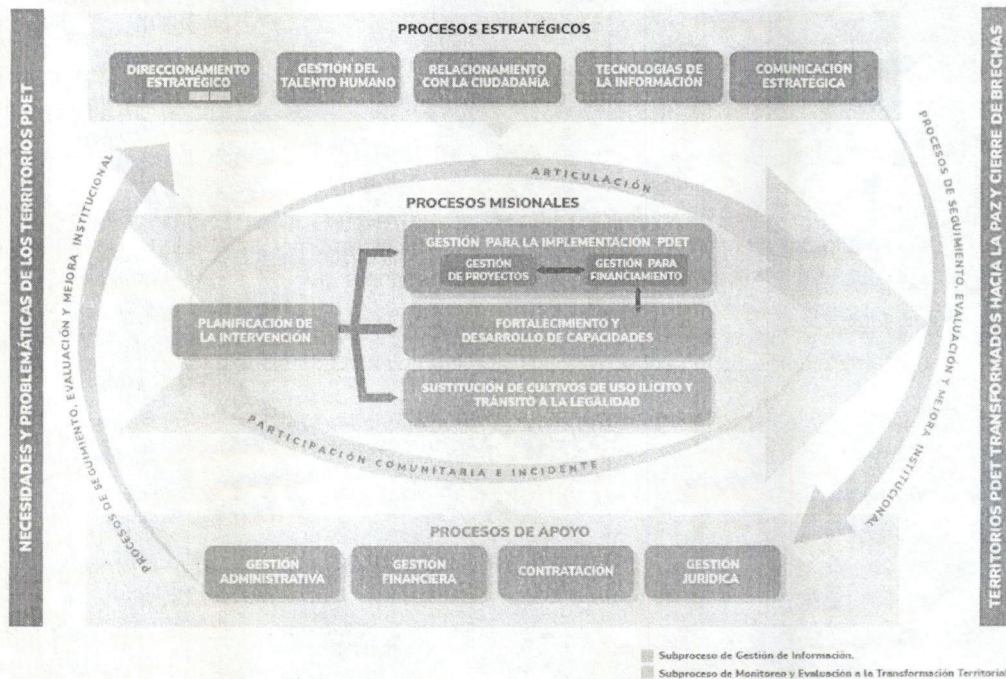 PROCESOS ESTRATÉGICOS
DIRECCIONAMIENTO
ESTRATÉGICO
GESTIÓN DEL
TALENTO HUMANO
RELACIONAMIENTO
CON LA CIUDADANÍA
TECNOLOGÍAS DE
LA INFORMACIÓN
COMUNICACIÓN
ESTRATÉGICA
NECESIDADES Y PROBLEMÁTICAS DE LOS TERRITORIOS PDET
PROCESOS DE SEGUIMIENTO, EVALUACIÓN Y MEJORA INSTITUCIONAL
ARTICULACIÓN
PROCESOS MISIONALES
GESTIÓN PARA LA IMPLEMENTACIÓN PDET
GESTIÓN
DE PROYECTOS
GESTIÓN PARA
FINANCIAMIENTO
PLANIFICACIÓN DE
LA INTERVENCIÓN
FORTALECIMIENTO Y
DESARROLLO DE CAPACIDADES
SUSTITUCIÓN DE CULTIVOS DE USO ILÍCITO Y
TRÁNSITO A LA LEGALIDAD
PARTICIPACIÓN COMUNITARIA E INCIDENTE
PROCESOS DE SEGUIMIENTO, EVALUACIÓN Y MEJORA INSTITUCIONAL
TERRITORIOS PDET TRANSFORMADOS HACIA LA PAZ Y CIERRE DE BRECHAS
PROCESOS DE APOYO
GESTIÓN
ADMINISTRATIVA
GESTIÓN
FINANCIERA
CONTRATACIÓN
GESTIÓN
JURÍDICA
Subproceso de Gestión de Información.
Subproceso de Monitoreo y Evaluación a la Transformación Territorial